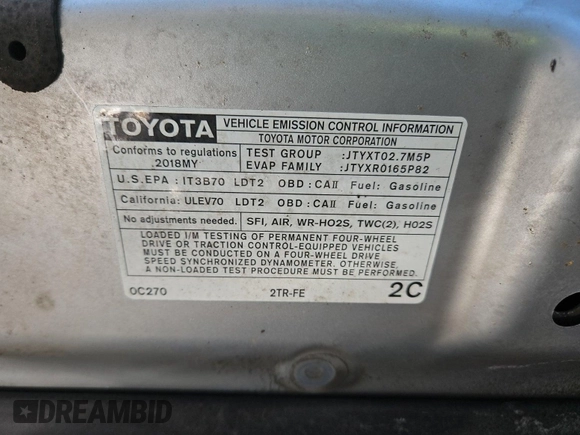 TOYOTA VEHICLE EMISSION CONTROL INFORMATION
TOYOTA MOTOR CORPORATION
Conforms to regulations
2018MY
TEST GROUP :JTYXT02.7M5P
EVAP FAMILY :JTYXR0165P82
U.S.EPA : IT3B70 LDT2 OBD : CAII Fuel: Gasoline
California: ULEV70 LDT2 OBD : CAII Fuel: Gasoline
No adjustments needed. SFI, AIR, WR-HO2S, TWC(2), HO2S
LOADED I/M TESTING OF PERMANENT FOUR-WHEEL
DRIVE OR TRACTION CONTROL-EQUIPPED VEHICLES
MUST BE CONDUCTED ON A FOUR-WHEEL DRIVE
SPEED SYNCHRONIZED DYNAMOMETER. OTHERWISE,
A NON-LOADED TEST PROCEDURE MUST BE PERFORMED.
0C270 2TR-FE 2C
DREAMBID